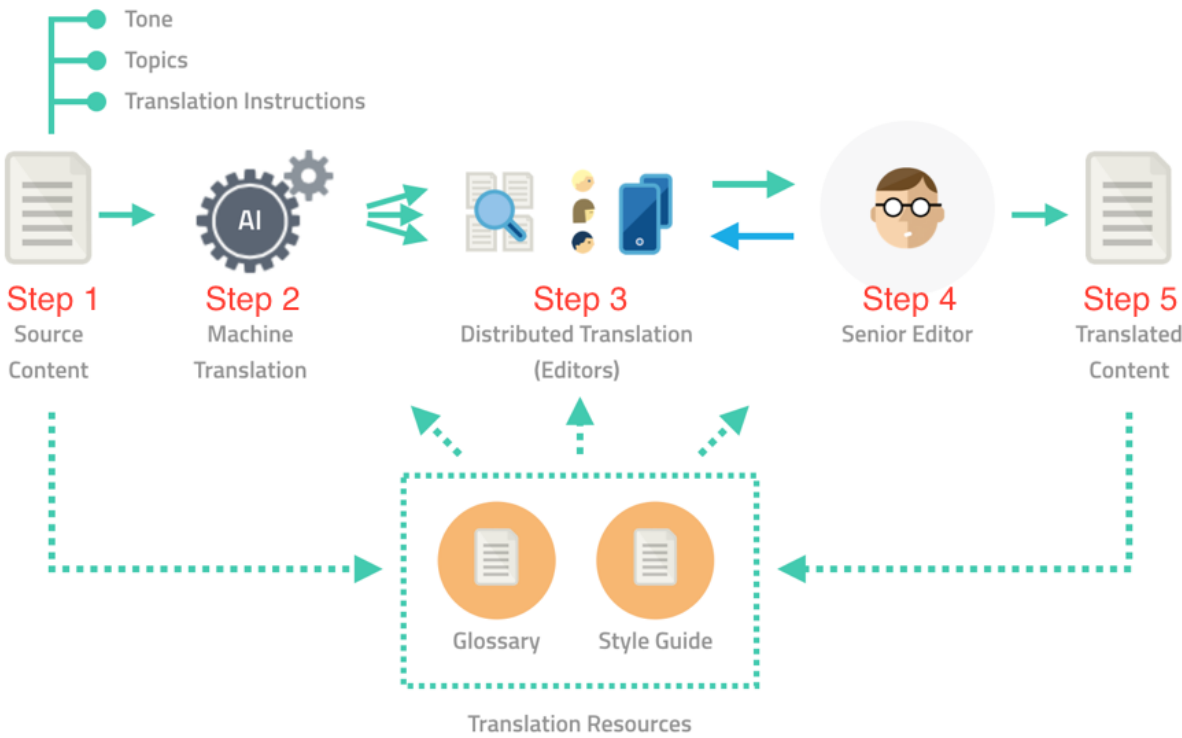 Tone
Topics
Translation Instructions
AI
Step 1
Source
Content
Step 2
Machine
Translation
Step 3
Distributed Translation
(Editors)
Step 4
Senior Editor
Step 5
Translated
Content
Glossary
Style Guide
Translation Resources